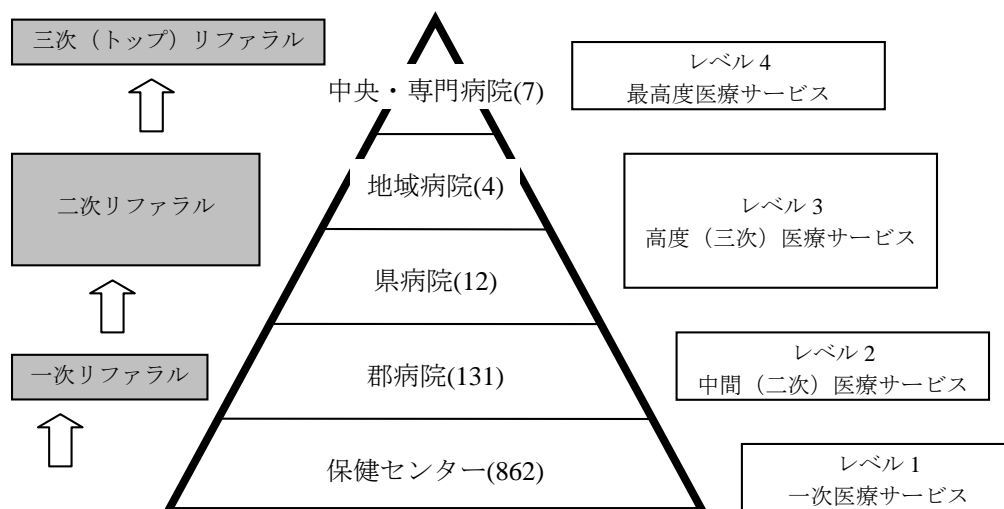 三次（トップ）リファラル
中央・専門病院(7)
レベル 4
最高度医療サービス
二次リファラル
地域病院(4)
レベル 3
高度（三次）医療サービス
県病院(12)
一次リファラル
郡病院(131)
レベル 2
中間（二次）医療サービス
保健センター(862)
レベル 1
一次医療サービス